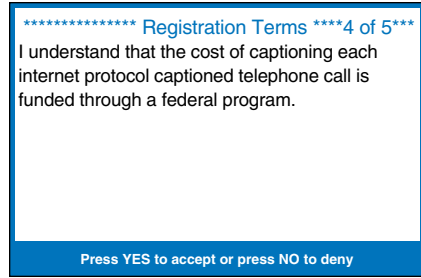 *************** Registration Terms ****4 of 5***
I understand that the cost of captioning each
internet protocol captioned telephone call is
funded through a federal program.
Press YES to accept or press NO to deny